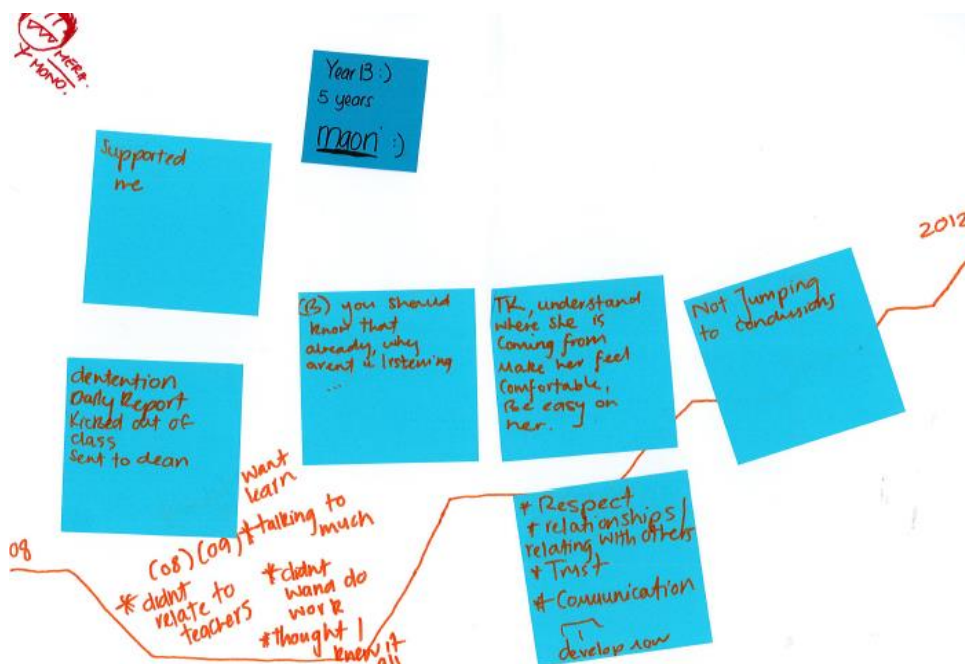 MERA.
MONO.
Year 13 :)
5 years
maori :)
Supported
me
2012
(B) you should
know that
already, why
arent u listening
...
TR, understand
where she is
coming from
Make her feel
comfortable,
Be easy on
her.
Not Jumping
to conclusions
dentention
Daily Report
Kicked out of
class
Sent to dean
want
learn
08
(08) (09) * talking to
much
* didnt
relate to
teachers
* didnt
wana do
work
* thought I
knew it
all
* Respect
* relationships/
relating with others
* Trust
* Communication
develop now